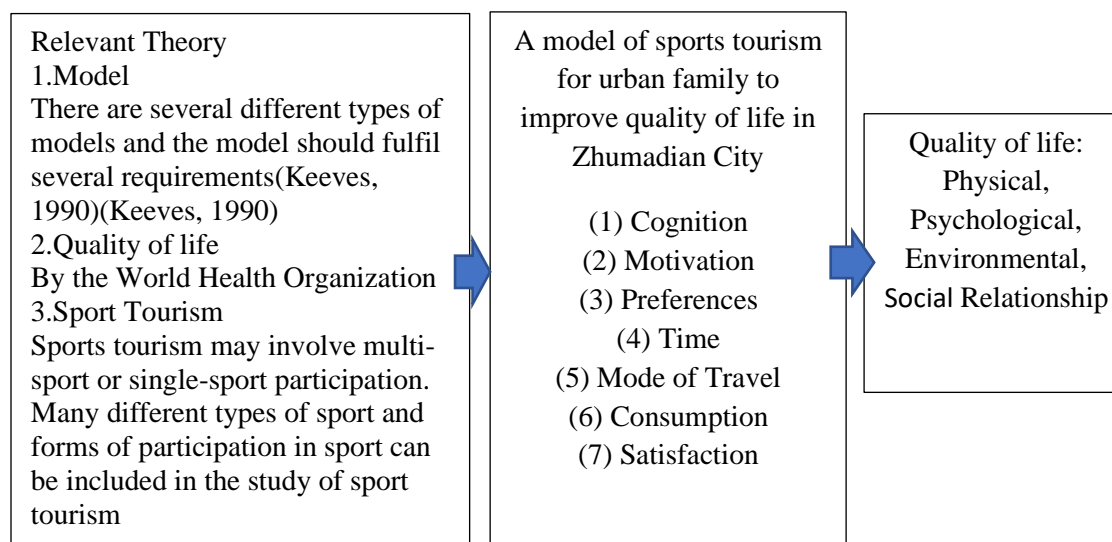 Relevant Theory
1.Model
There are several different types of
models and the model should fulfil
several requirements(Keeves,
1990)(Keeves, 1990)
2.Quality of life
By the World Health Organization
3.Sport Tourism
Sports tourism may involve multi-
sport or single-sport participation.
Many different types of sport and
forms of participation in sport can
be included in the study of sport
tourism
A model of sports tourism
for urban family to
improve quality of life in
Zhumadian City
(1) Cognition
(2) Motivation
(3) Preferences
(4) Time
(5) Mode of Travel
(6) Consumption
(7) Satisfaction
Quality of life:
Physical,
Psychological,
Environmental,
Social Relationship